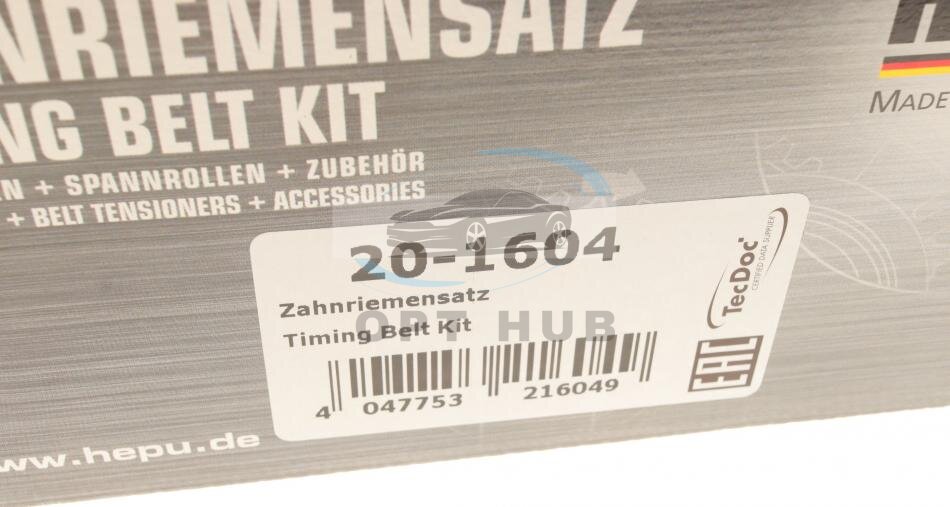 NRIEMENSATZ
NG BELT KIT
EN + SPANNROLLEN + ZUBEHÖR
+ BELT TENSIONERS + ACCESSORIES
MADE
20-1604
Zahnriemensatz
Timing Belt Kit
OPT HUB
4 047753 216049
TecDoc
CERTIFIED DATA SUPPLIER
EAC
www.hepu.de